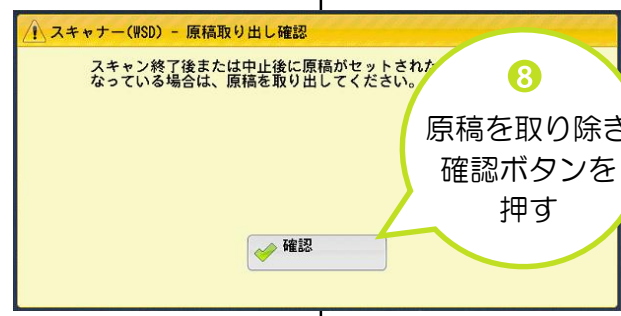 スキャナー(WSD) - 原稿取り出し確認
スキャン終了後または中止後に原稿がセットされた
なっている場合は、原稿を取り出してください。
8
原稿を取り除き
確認ボタンを
押す
確認